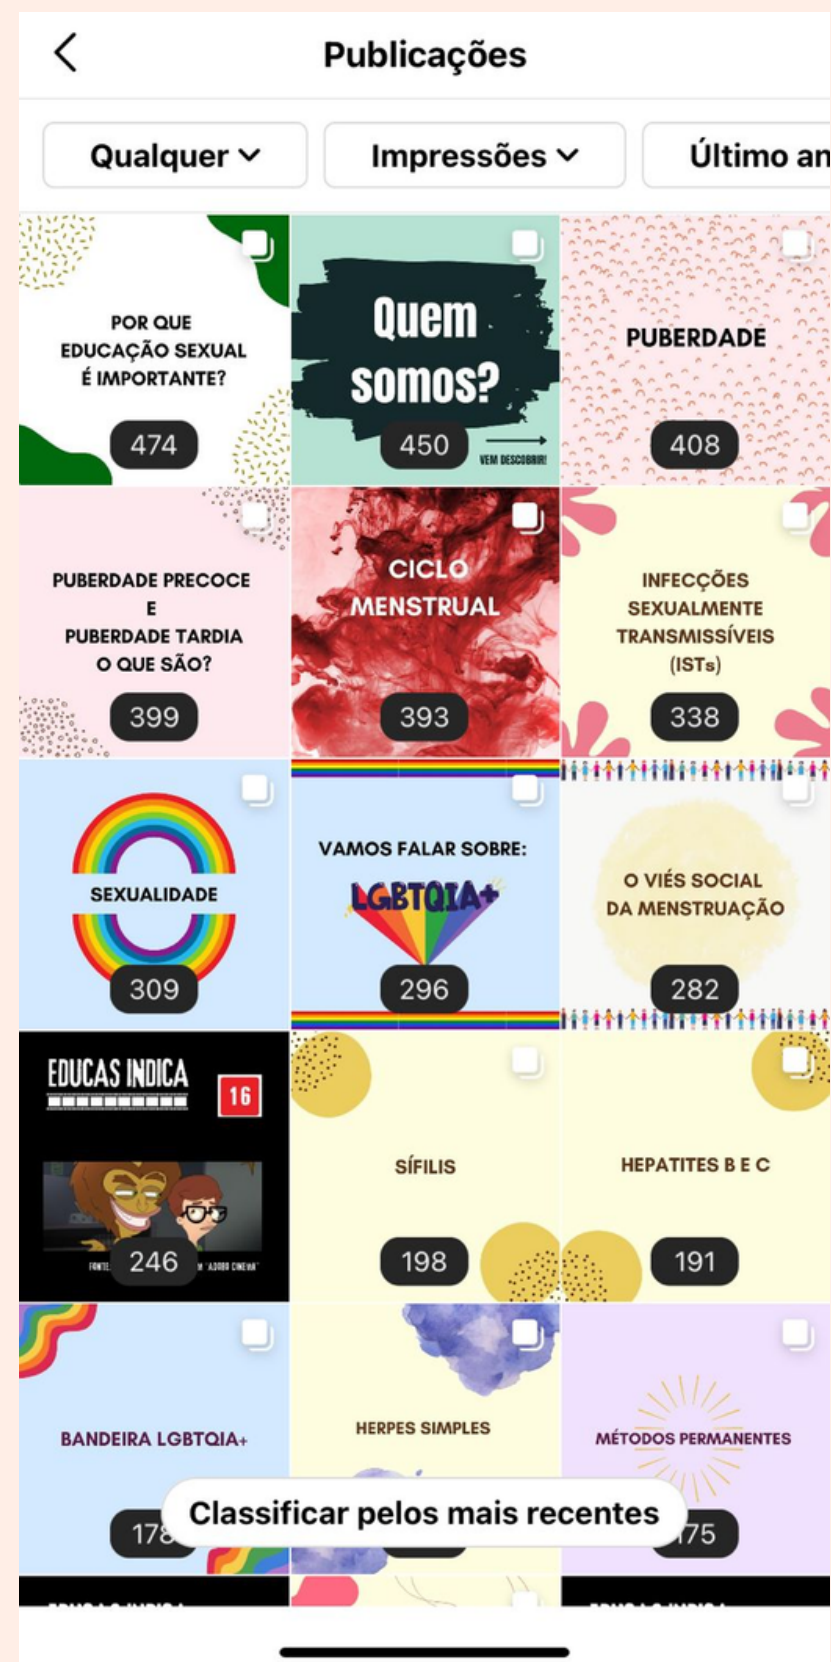 Publicações
Qualquer
Impressões
Último an
POR QUE
EDUCAÇÃO SEXUAL
É IMPORTANTE?
474
Quem
somos?
450
VEM DESCOBRIR!
PUBERDADE
408
PUBERDADE PRECOCE
E
PUBERDADE TARDIA
O QUE SÃO?
399
CICLO
MENSTRUAL
393
INFECÇÕES
SEXUALMENTE
TRANSMISSÍVEIS
(ISTs)
338
SEXUALIDADE
309
VAMOS FALAR SOBRE:
LGBTQIA+
296
O VIÉS SOCIAL
DA MENSTRUAÇÃO
282
EDUCAS INDICA
16
246
SÍFILIS
198
HEPATITES B E C
191
BANDEIRA LGBTQIA+
178
HERPES SIMPLES
MÉTODOS PERMANENTES
175
Classificar pelos mais recentes